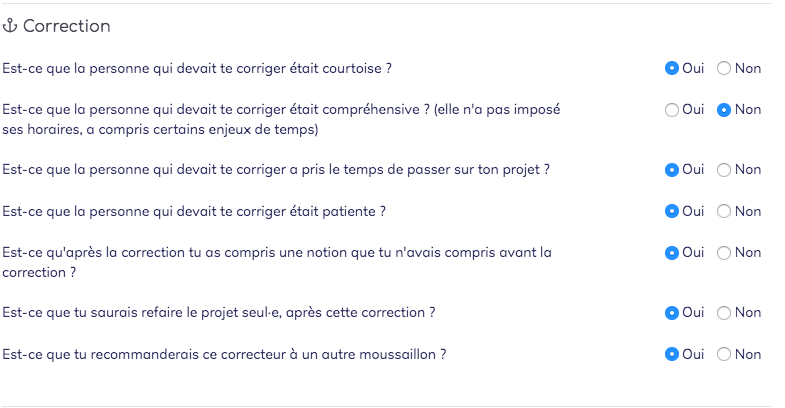 Correction
Est-ce que la personne qui devait te corriger était courtoise ? Oui Non
Est-ce que la personne qui devait te corriger était compréhensive ? (elle n'a pas imposé Oui Non
ses horaires, a compris certains enjeux de temps)
Est-ce que la personne qui devait te corriger a pris le temps de passer sur ton projet ? Oui Non
Est-ce que la personne qui devait te corriger était patiente ? Oui Non
Est-ce qu'après la correction tu as compris une notion que tu n'avais compris avant la Oui Non
correction ?
Est-ce que tu saurais refaire le projet seul·e, après cette correction ? Oui Non
Est-ce que tu recommanderais ce correcteur à un autre moussaillon ? Oui Non